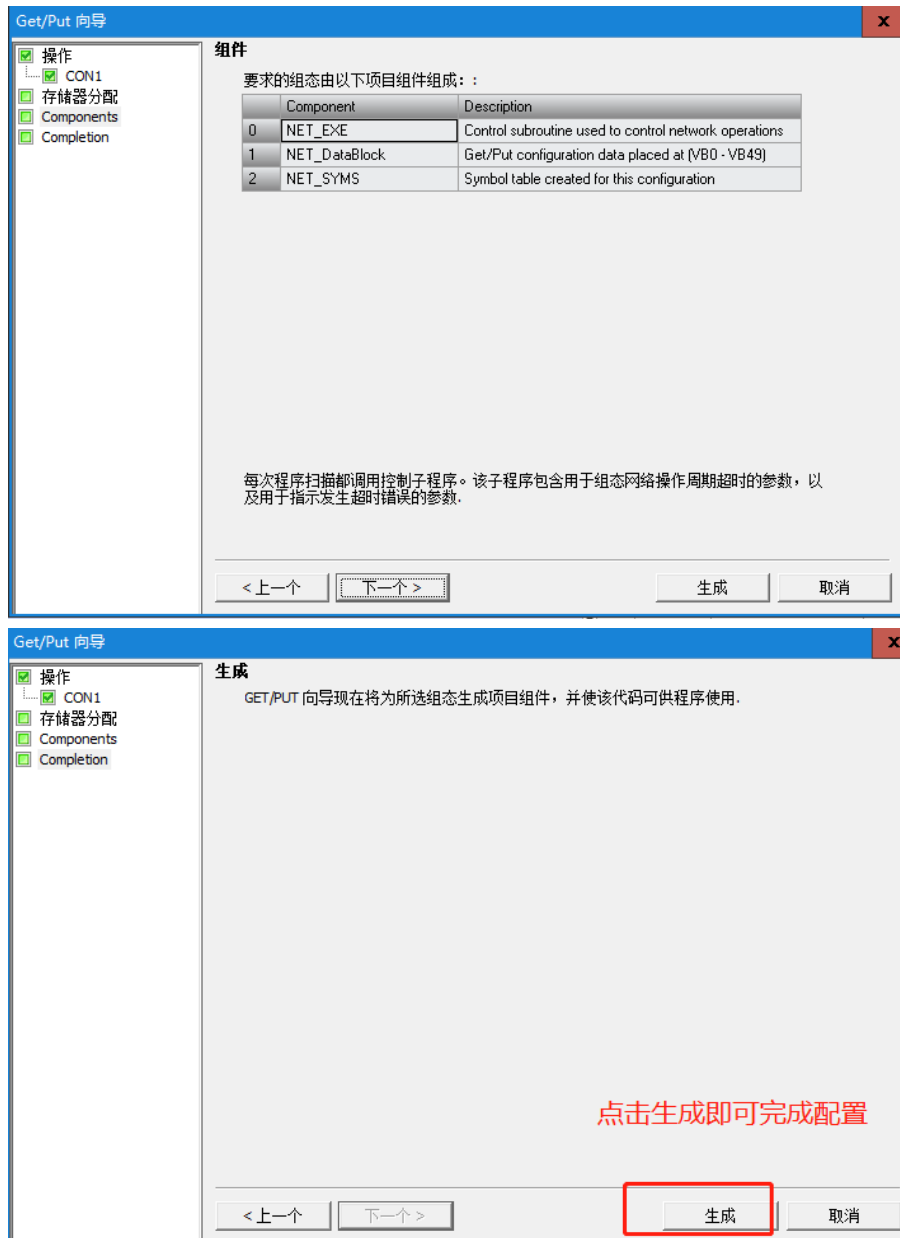 Get/Put 向导
x
操作
CON1
存储器分配
Components
Completion
组件
要求的组态由以下项目组件组成：:
Component Description
0 NET_EXE Control subroutine used to control network operations
1 NET_DataBlock Get/Put configuration data placed at (VB0 - VB49)
2 NET_SYMS Symbol table created for this configuration
每次程序扫描都调用控制子程序。该子程序包含用于组态网络操作周期超时的参数，以
及用于指示发生超时错误的参数.
<上一个 下一个> 生成 取消
Get/Put 向导
x
操作
CON1
存储器分配
Components
Completion
生成
GET/PUT 向导现在将为所选组态生成项目组件，并使该代码可供程序使用.
点击生成即可完成配置
<上一个 下一个> 生成 取消